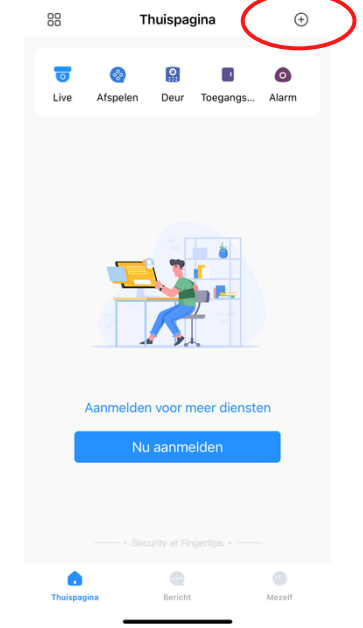 Thuispagina
Live Afspelen Deur Toegangs... Alarm
Aanmelden voor meer diensten
Nu aanmelden
• Security at Fingertips •
Thuispagina Bericht Mezelf